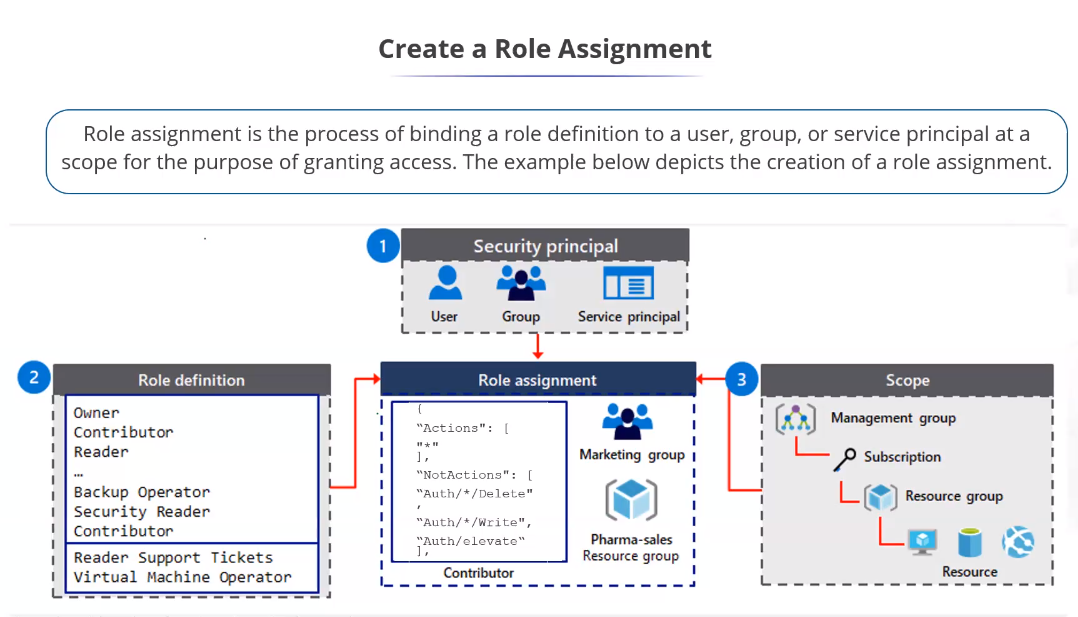 Create a Role Assignment
Role assignment is the process of binding a role definition to a user, group, or service principal at a
scope for the purpose of granting access. The example below depicts the creation of a role assignment.
1
Security principal
User
Group
Service principal
2
Role definition
Owner
Contributor
Reader
…
Backup Operator
Security Reader
Contributor
Reader Support Tickets
Virtual Machine Operator
Role assignment
{
“Actions": [
"*"
],
“NotActions": [
“Auth/*/Delete"
,
“Auth/*/Write",
“Auth/elevate“
],
Contributor
Marketing group
Pharma-sales
Resource group
3
Scope
Management group
Subscription
Resource group
Resource